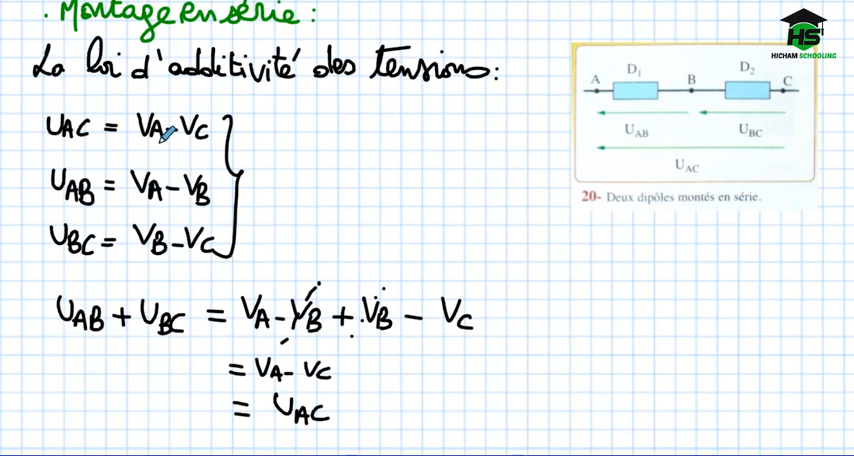 . Montage en série :
La loi d'additivité des tensions :
UAC = VA - VC
UAB = VA - VB
UBC = VB - VC
UAB + UBC = VA - VB + VB - VC
= VA - VC
= UAC
HS
HICHAM SCHOOLING
D1 D2
A B C
UAB UBC
UAC
20- Deux dipôles montés en série.